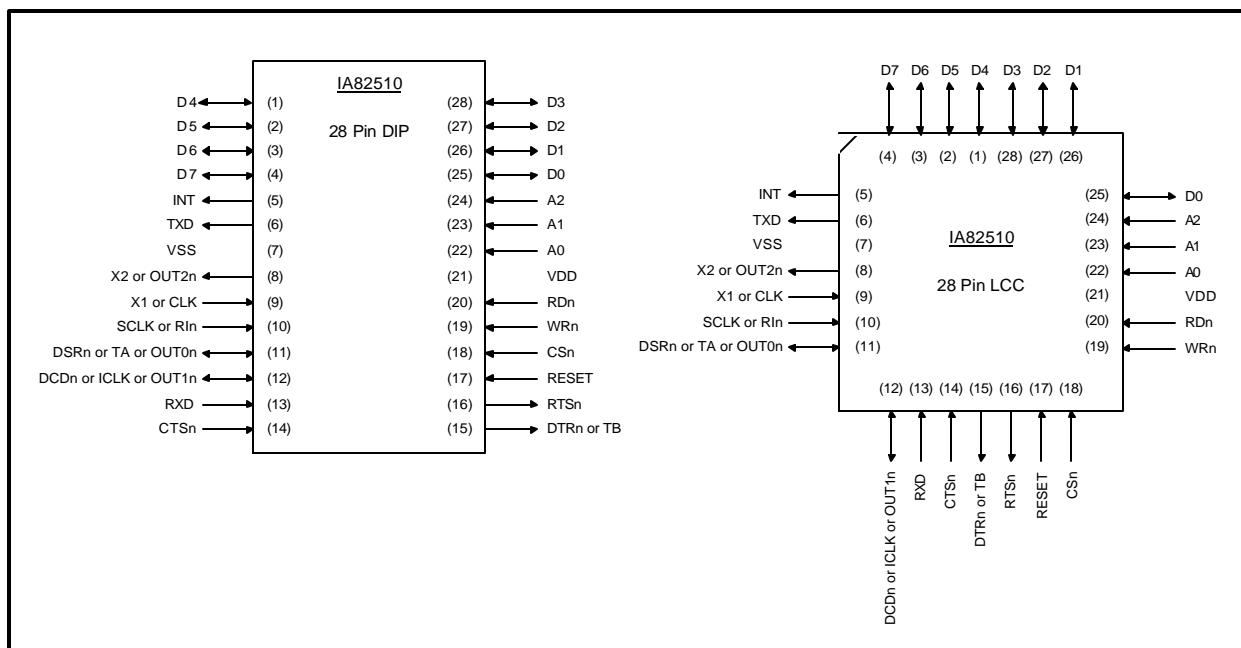 IA82510
28 Pin DIP
D4 (1) (28) D3
D5 (2) (27) D2
D6 (3) (26) D1
D7 (4) (25) D0
INT (5) (24) A2
TXD (6) (23) A1
VSS (7) (22) A0
X2 or OUT2n (8) (21) VDD
X1 or CLK (9) (20) RDn
SCLK or RIn (10) (19) WRn
DSRn or TA or OUT0n (11) (18) CSn
DCDn or ICLK or OUT1n (12) (17) RESET
RXD (13) (16) RTSn
CTSn (14) (15) DTRn or TB
D7 D6 D5 D4 D3 D2 D1
(4) (3) (2) (1) (28) (27) (26)
INT (5) (25) D0
TXD (6) (24) A2
VSS (7) IA82510 (23) A1
X2 or OUT2n (8) (22) A0
X1 or CLK (9) 28 Pin LCC (21) VDD
SCLK or RIn (10) (20) RDn
DSRn or TA or OUT0n (11) (19) WRn
(12) (13) (14) (15) (16) (17) (18)
DCDn or ICLK or OUT1n
RXD
CTSn
DTRn or TB
RTSn
RESET
CSn